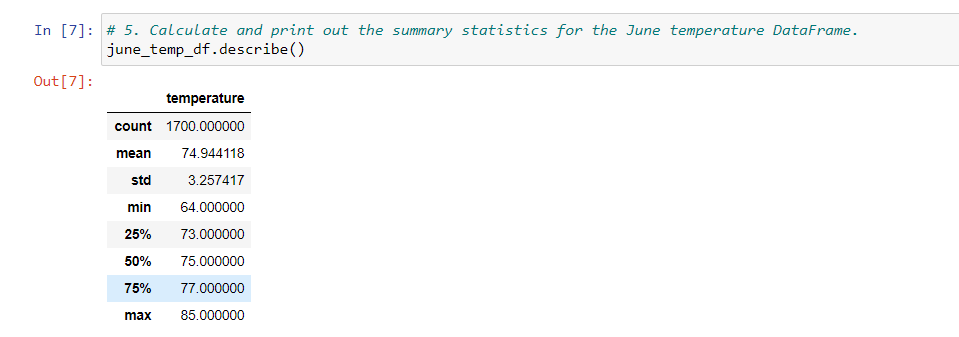 In [7]: # 5. Calculate and print out the summary statistics for the June temperature DataFrame.
june_temp_df.describe()
Out[7]:
temperature
count 1700.000000
mean 74.944118
std 3.257417
min 64.000000
25% 73.000000
50% 75.000000
75% 77.000000
max 85.000000